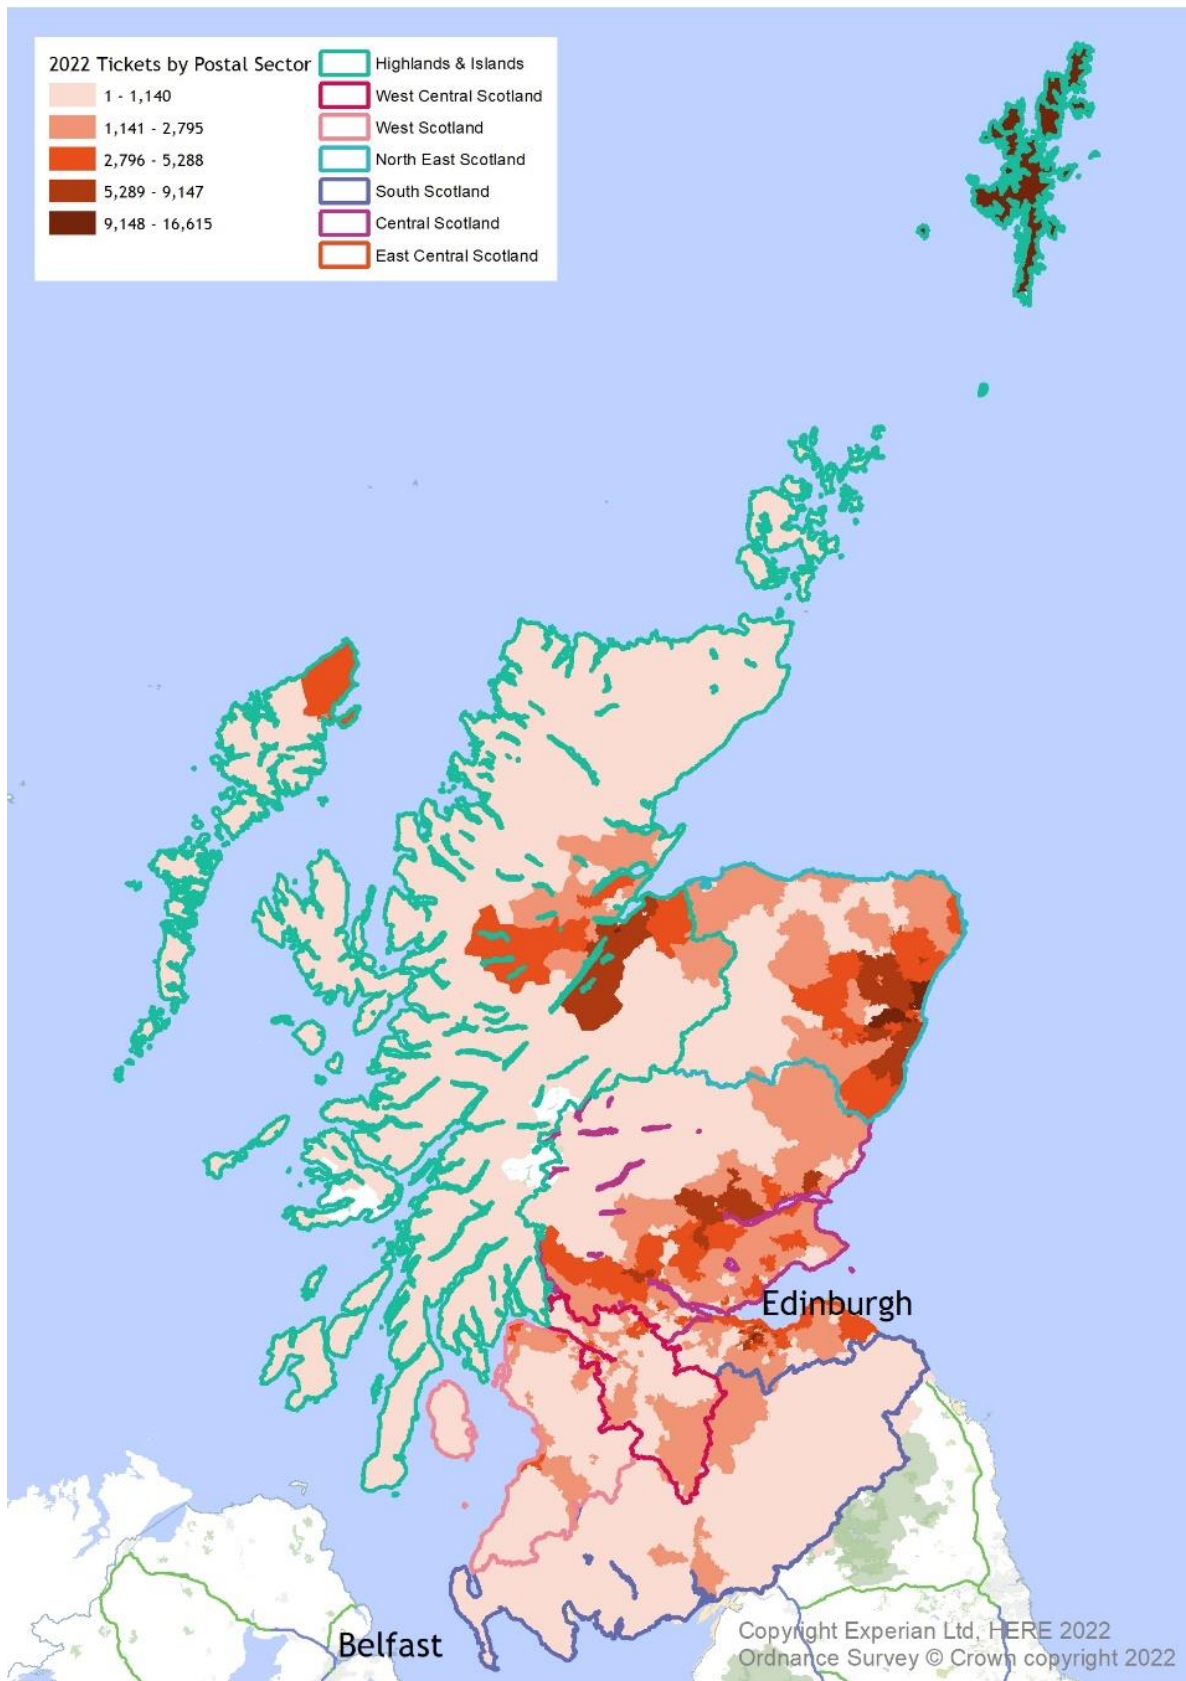 2022 Tickets by Postal Sector
1 - 1,140
1,141 - 2,795
2,796 - 5,288
5,289 - 9,147
9,148 - 16,615
Highlands & Islands
West Central Scotland
West Scotland
North East Scotland
South Scotland
Central Scotland
East Central Scotland
Edinburgh
Belfast
Copyright Experian Ltd, HERE 2022
Ordnance Survey © Crown copyright 2022